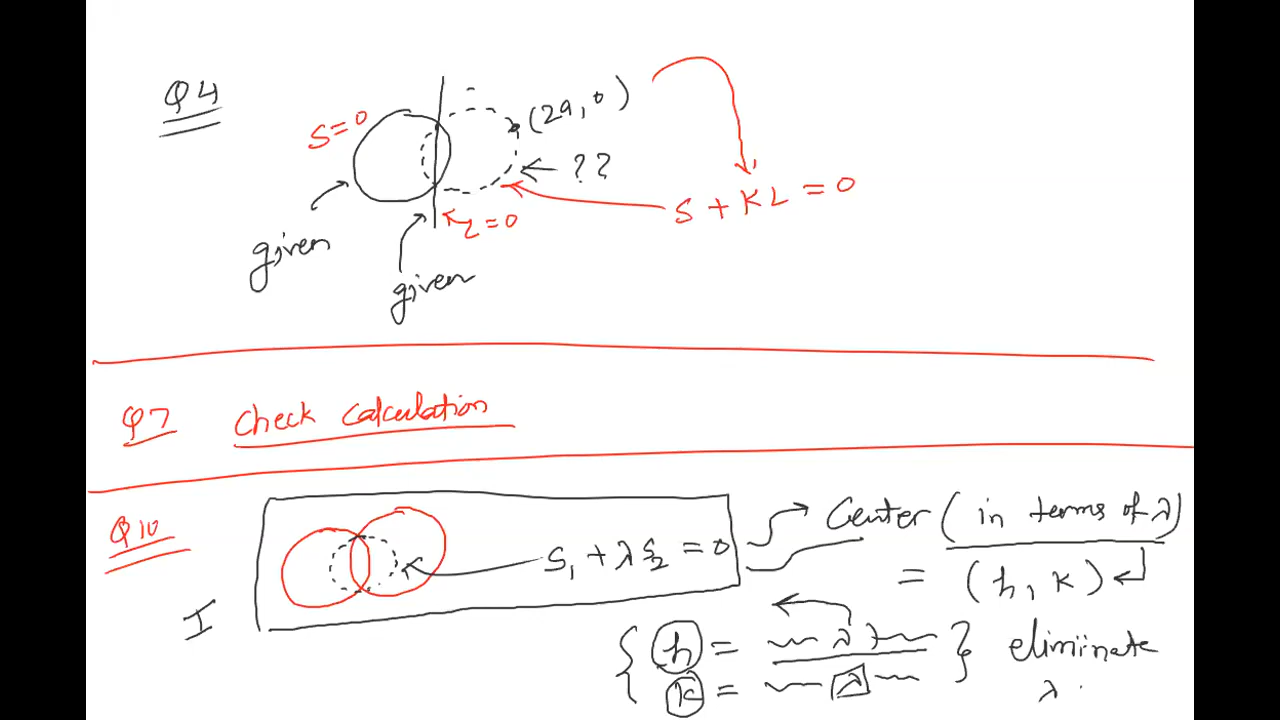 Q4
S=0
(2a, 0)
??
S + KL = 0
L=0
given
given
Q7 Check Calculation
Q10
S₁ + λS₂ = 0
Center (in terms of λ)
= (h, K)
I
h = λ
K = λ
elimiinate
λ